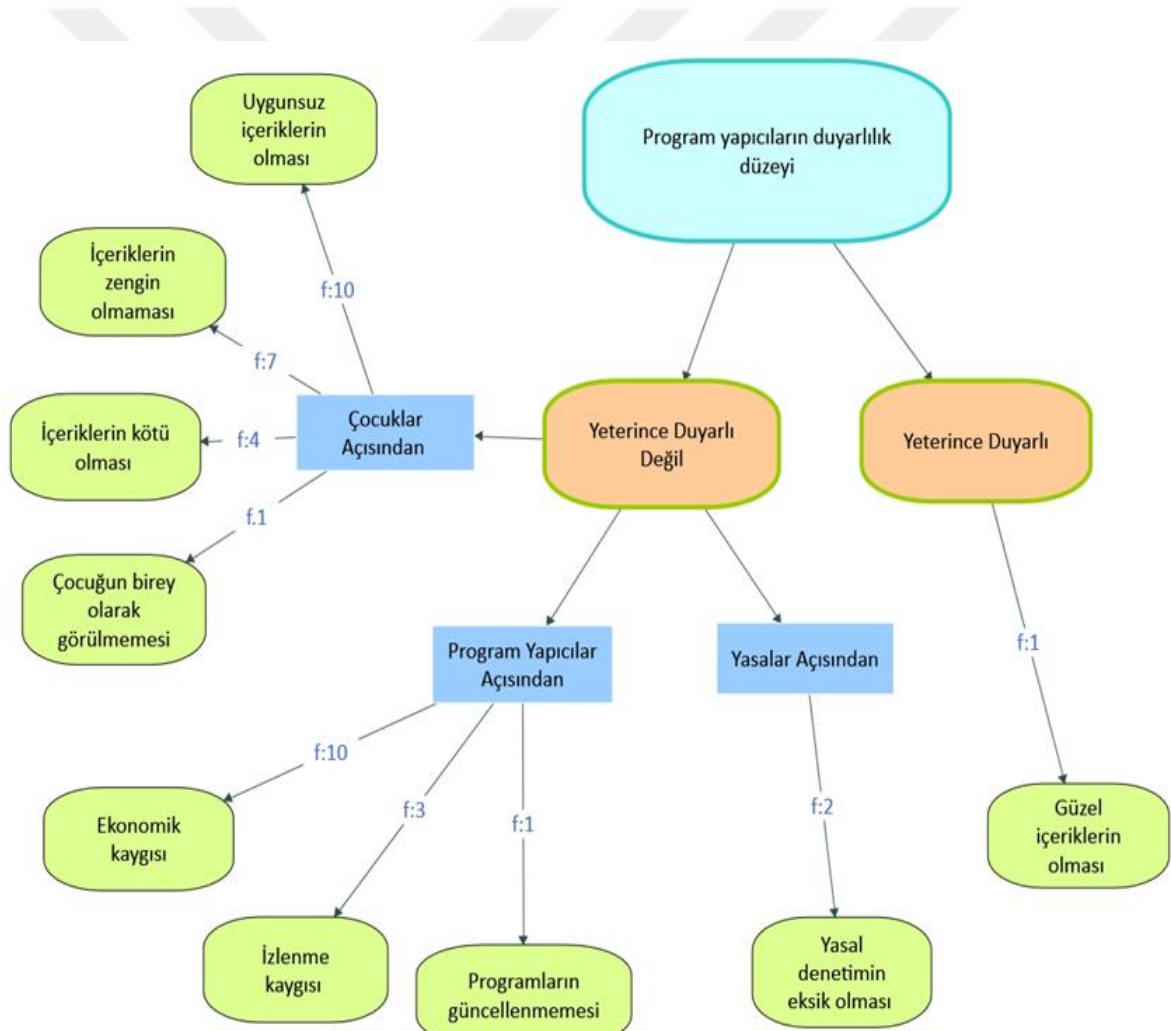 Program yapıcıların duyarlılık
düzeyi
Uygunsuz
içeriklerin
olması
İçeriklerin
zengin
olmaması
f:10
f:7
Çocuklar
Açısından
Yeterince Duyarlı
Değil
Yeterince Duyarlı
İçeriklerin kötü
olması
f:4
f.1
Çocuğun birey
olarak
görülmemesi
Program Yapıcılar
Açısından
Yasalar Açısından
f:1
f:10
f:3
f:1
f:2
Ekonomik
kaygısı
Güzel
içeriklerin
olması
İzlenme
kaygısı
Programların
güncellenmemesi
Yasal
denetimin
eksik olması